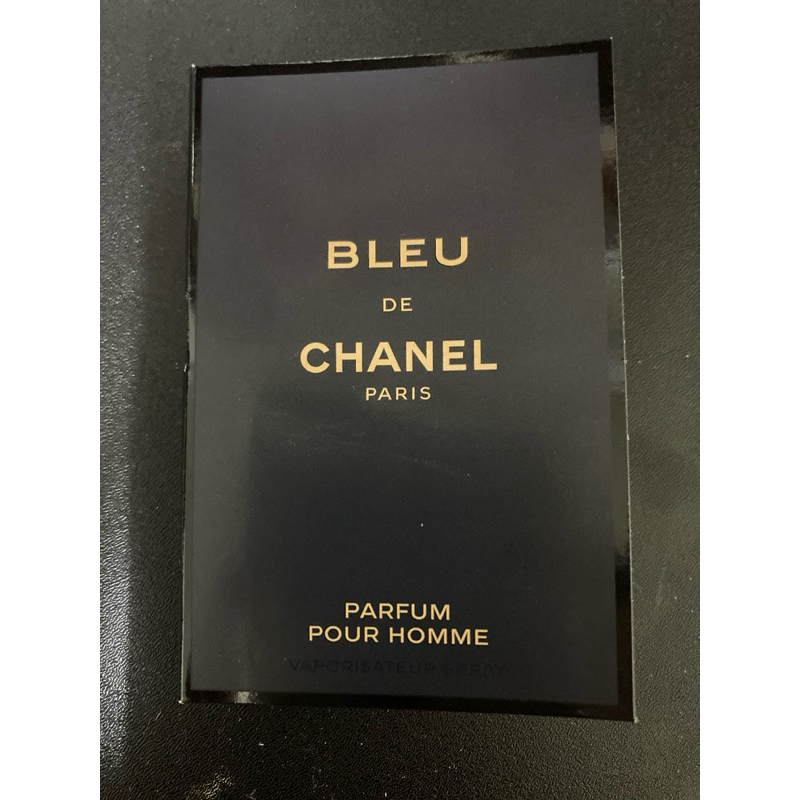 BLEU
DE
CHANEL
PARIS
PARFUM
POUR HOMME
VAPORISATEUR SPRAY